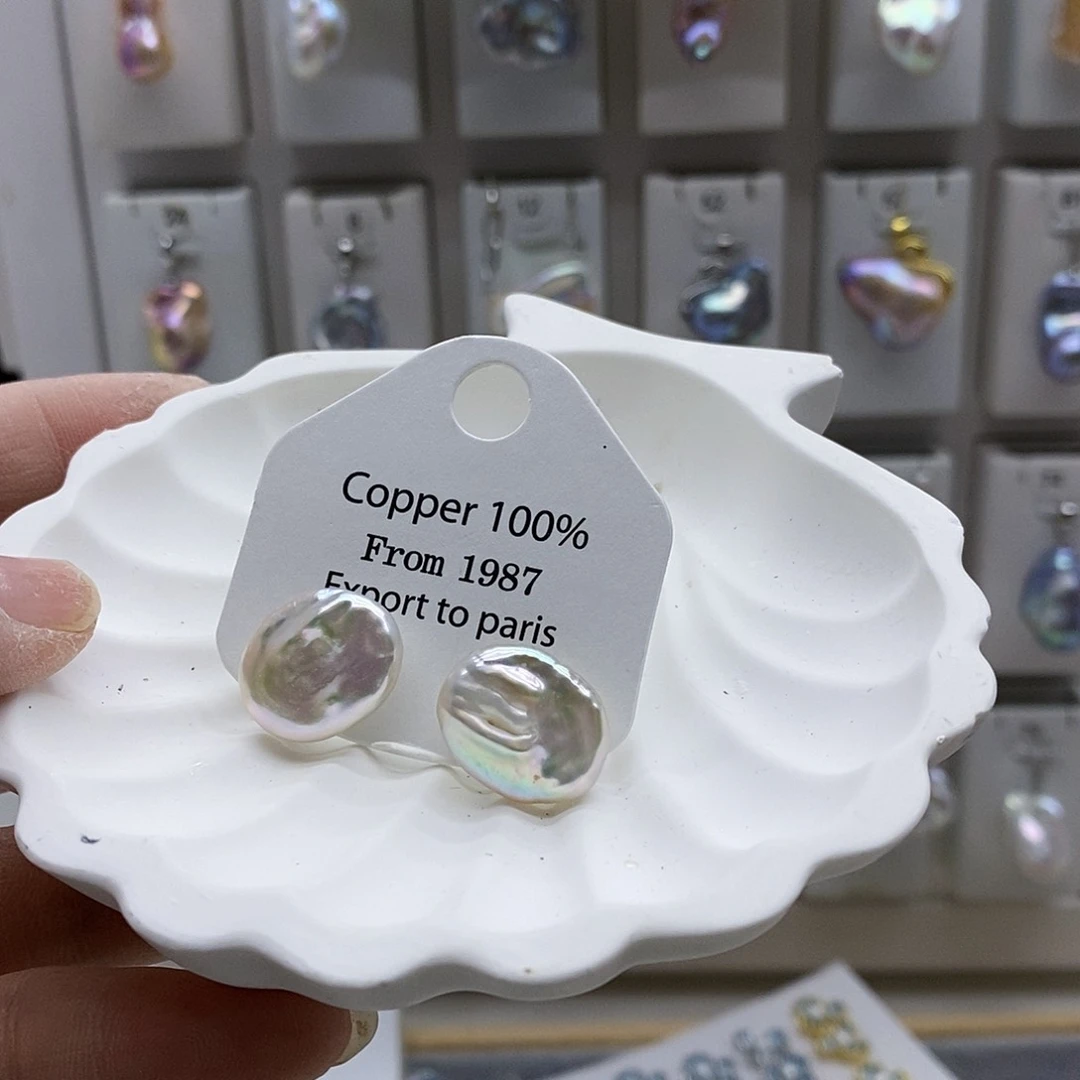 Copper 100%
From 1987
Export to paris